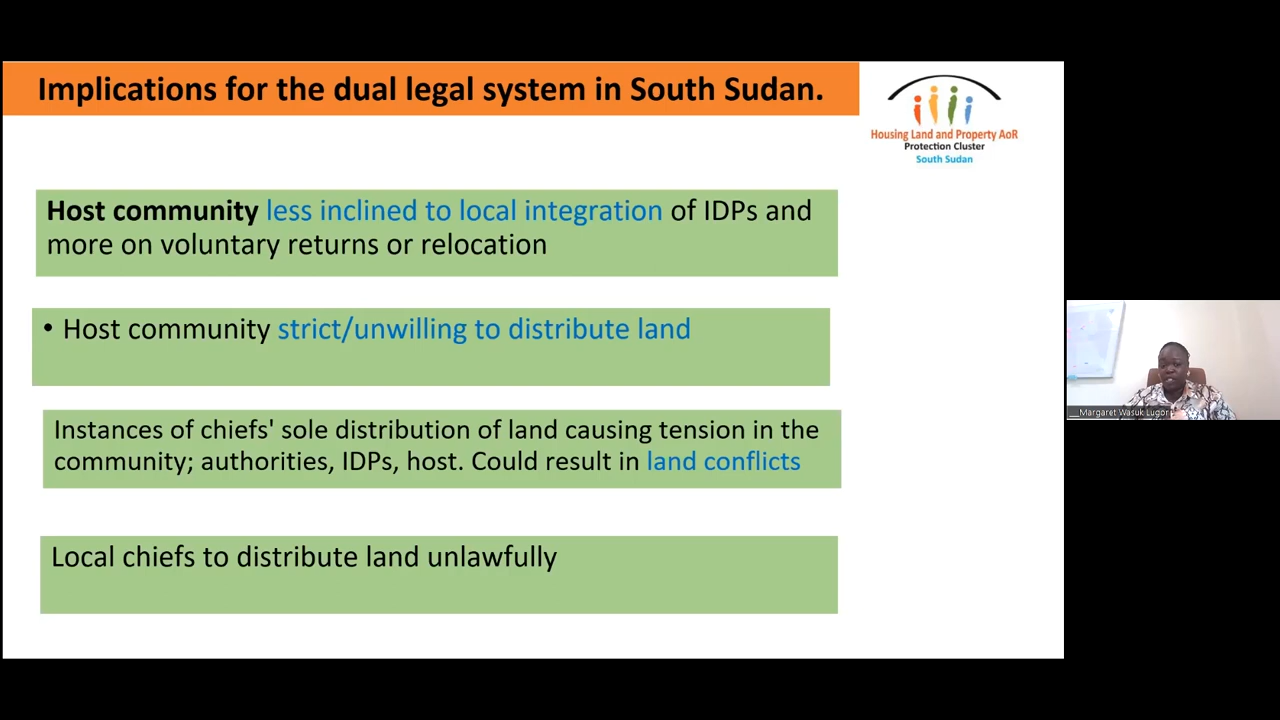 Implications for the dual legal system in South Sudan.
Housing Land and Property AoR
Protection Cluster
South Sudan
Host community less inclined to local integration of IDPs and
more on voluntary returns or relocation
• Host community strict/unwilling to distribute land
Instances of chiefs' sole distribution of land causing tension in the
community; authorities, IDPs, host. Could result in land conflicts
Local chiefs to distribute land unlawfully
__Margaret Wasuk Lugor